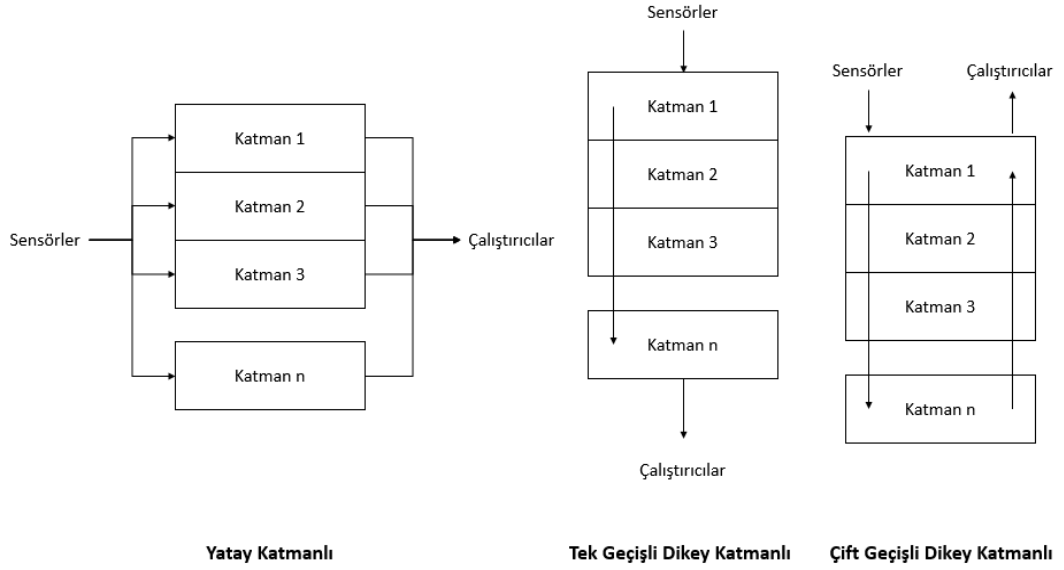 Sensörler
Katman 1
Katman 2
Katman 3
Katman n
Çalıştırıcılar
Yatay Katmanlı
Sensörler
Katman 1
Katman 2
Katman 3
Katman n
Çalıştırıcılar
Tek Geçişli Dikey Katmanlı
Sensörler
Çalıştırıcılar
Katman 1
Katman 2
Katman 3
Katman n
Çift Geçişli Dikey Katmanlı